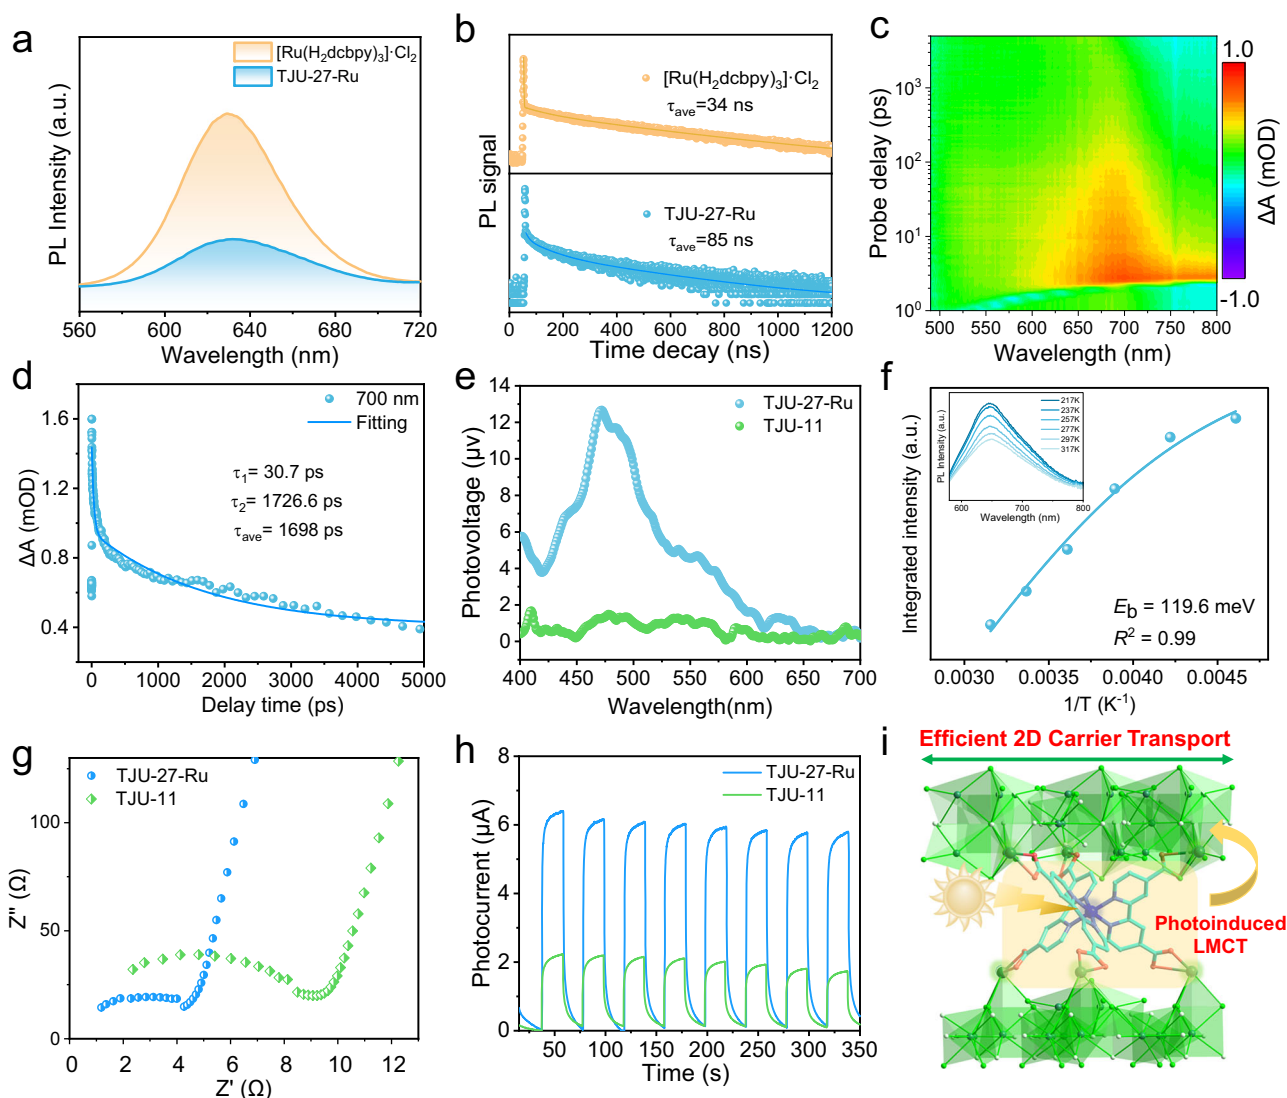 a
[Ru(H₂dcbpy)₃]·Cl₂
TJU-27-Ru
PL Intensity (a.u.)
560 600 640 680 720
Wavelength (nm)
b
[Ru(H₂dcbpy)₃]·Cl₂
τave=34 ns
TJU-27-Ru
τave=85 ns
PL signal
0 200 400 600 800 1000 1200
Time decay (ns)
c
1.0
-1.0
ΔA (mOD)
Probe delay (ps)
10³
10²
10¹
10⁰
500 550 600 650 700 750 800
Wavelength (nm)
d
700 nm
Fitting
τ₁= 30.7 ps
τ₂= 1726.6 ps
τave= 1698 ps
ΔA (mOD)
1.6
1.2
0.8
0.4
0 1000 2000 3000 4000 5000
Delay time (ps)
e
TJU-27-Ru
TJU-11
Photovoltage (μv)
14
12
10
8
6
4
2
0
400 450 500 550 600 650 700
Wavelength(nm)
f
217K
237K
257K
277K
297K
317K
PL Intensity (a.u.)
600 700 800
Wavelength (nm)
Eb = 119.6 meV
R² = 0.99
Integrated intensity (a.u.)
0.0030 0.0035 0.0040 0.0045
1/T (K⁻¹)
g
TJU-27-Ru
TJU-11
Z'' (Ω)
100
50
0
0 2 4 6 8 10 12
Z' (Ω)
h
TJU-27-Ru
TJU-11
Photocurrent (μA)
8
6
4
2
0
50 100 150 200 250 300 350
Time (s)
i
Efficient 2D Carrier Transport
Photoinduced
LMCT